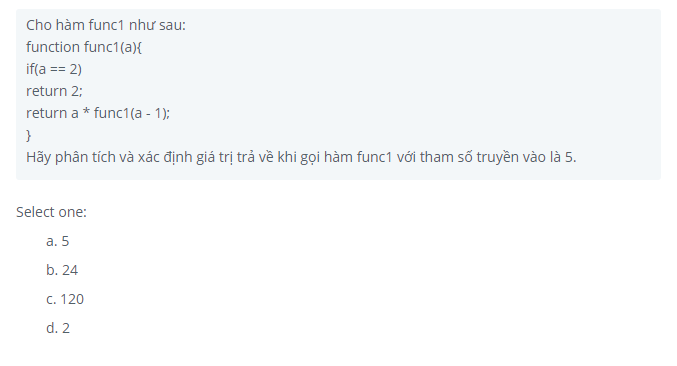 Cho hàm func1 như sau:
function func1(a){
if(a == 2)
return 2;
return a * func1(a - 1);
}
Hãy phân tích và xác định giá trị trả về khi gọi hàm func1 với tham số truyền vào là 5.
Select one:
a. 5
b. 24
c. 120
d. 2